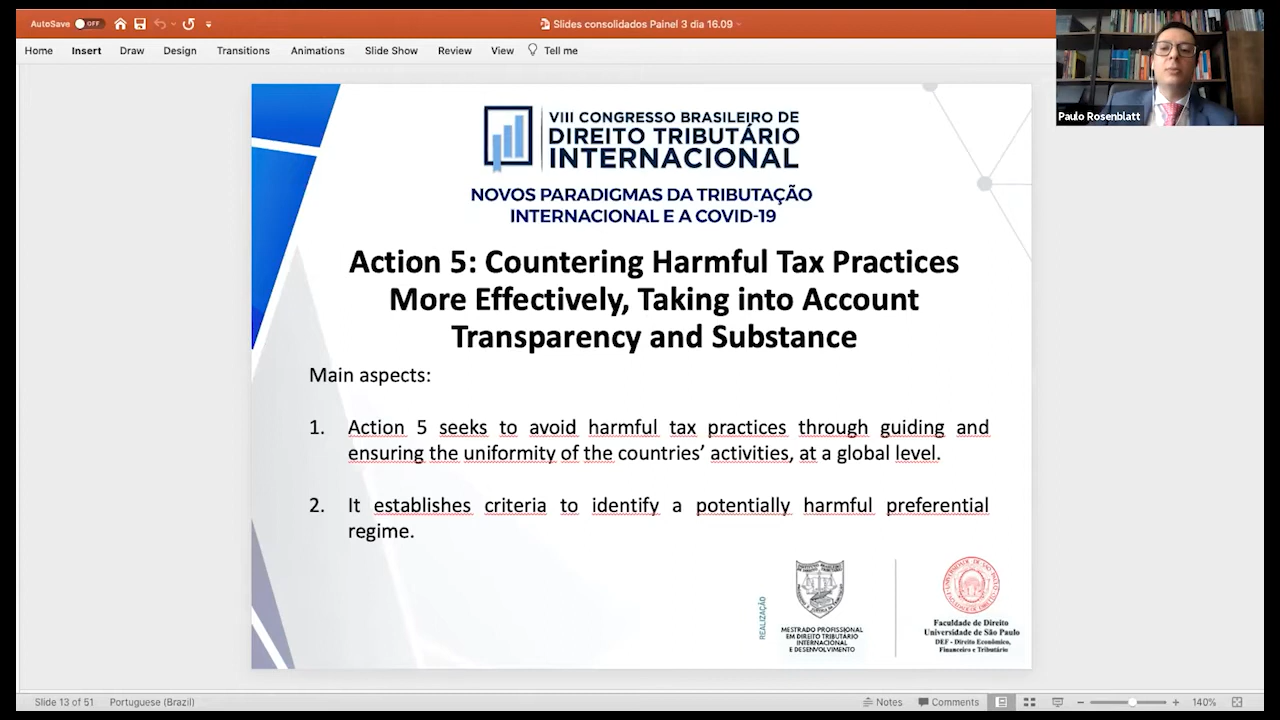 AutoSave OFF
Slides consolidados Painel 3 dia 16.09
Home Insert Draw Design Transitions Animations Slide Show Review View Tell me
Paulo Rosenblatt
VIII CONGRESSO BRASILEIRO DE
DIREITO TRIBUTÁRIO
INTERNACIONAL
NOVOS PARADIGMAS DA TRIBUTAÇÃO
INTERNACIONAL E A COVID-19
Action 5: Countering Harmful Tax Practices
More Effectively, Taking into Account
Transparency and Substance
Main aspects:
1. Action 5 seeks to avoid harmful tax practices through guiding and
ensuring the uniformity of the countries’ activities, at a global level.
2. It establishes criteria to identify a potentially harmful preferential
regime.
REALIZAÇÃO
MESTRADO PROFISSIONAL
EM DIREITO TRIBUTÁRIO
INTERNACIONAL
E DESENVOLVIMENTO
Faculdade de Direito
Universidade de São Paulo
DEF - Direito Econômico,
Financeiro e Tributário
Slide 13 of 51 Portuguese (Brazil) Notes Comments 140%